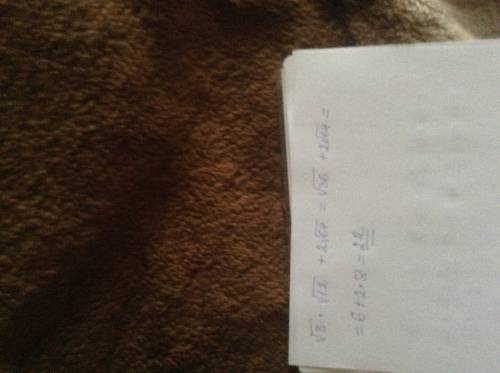 √3 · √12 + 2√64 = √36 + 2√64 =
= 6 + 2 · 8 = 22